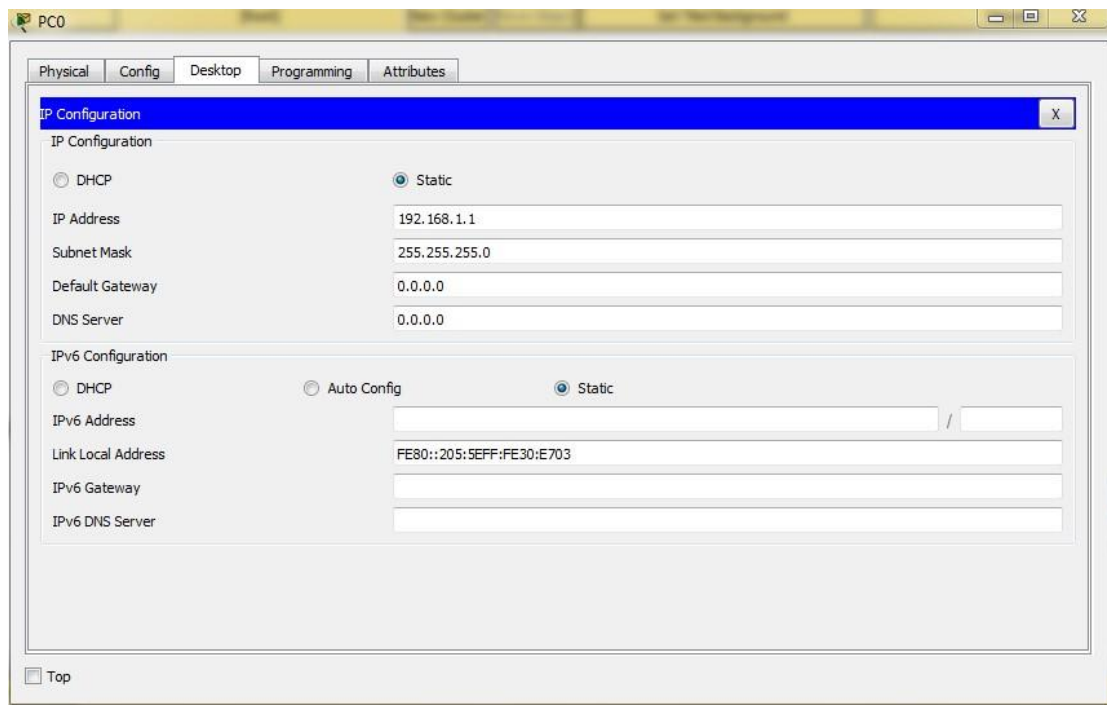 PC0
Physical Config Desktop Programming Attributes
IP Configuration X
IP Configuration
DHCP Static
IP Address 192.168.1.1
Subnet Mask 255.255.255.0
Default Gateway 0.0.0.0
DNS Server 0.0.0.0
IPv6 Configuration
DHCP Auto Config Static
IPv6 Address /
Link Local Address FE80::205:5EFF:FE30:E703
IPv6 Gateway
IPv6 DNS Server
Top